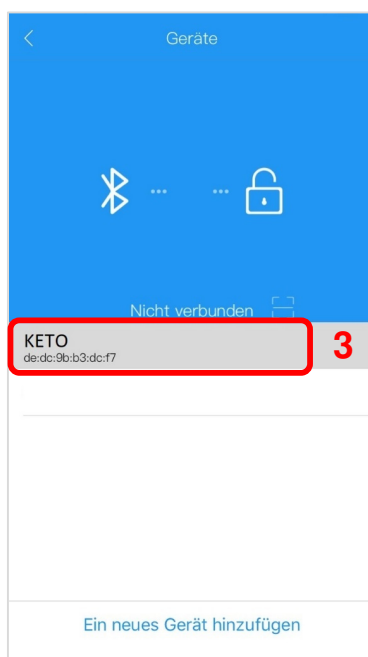 Geräte
Nicht verbunden
KETO
de:dc:9b:b3:dc:f7
3
Ein neues Gerät hinzufügen